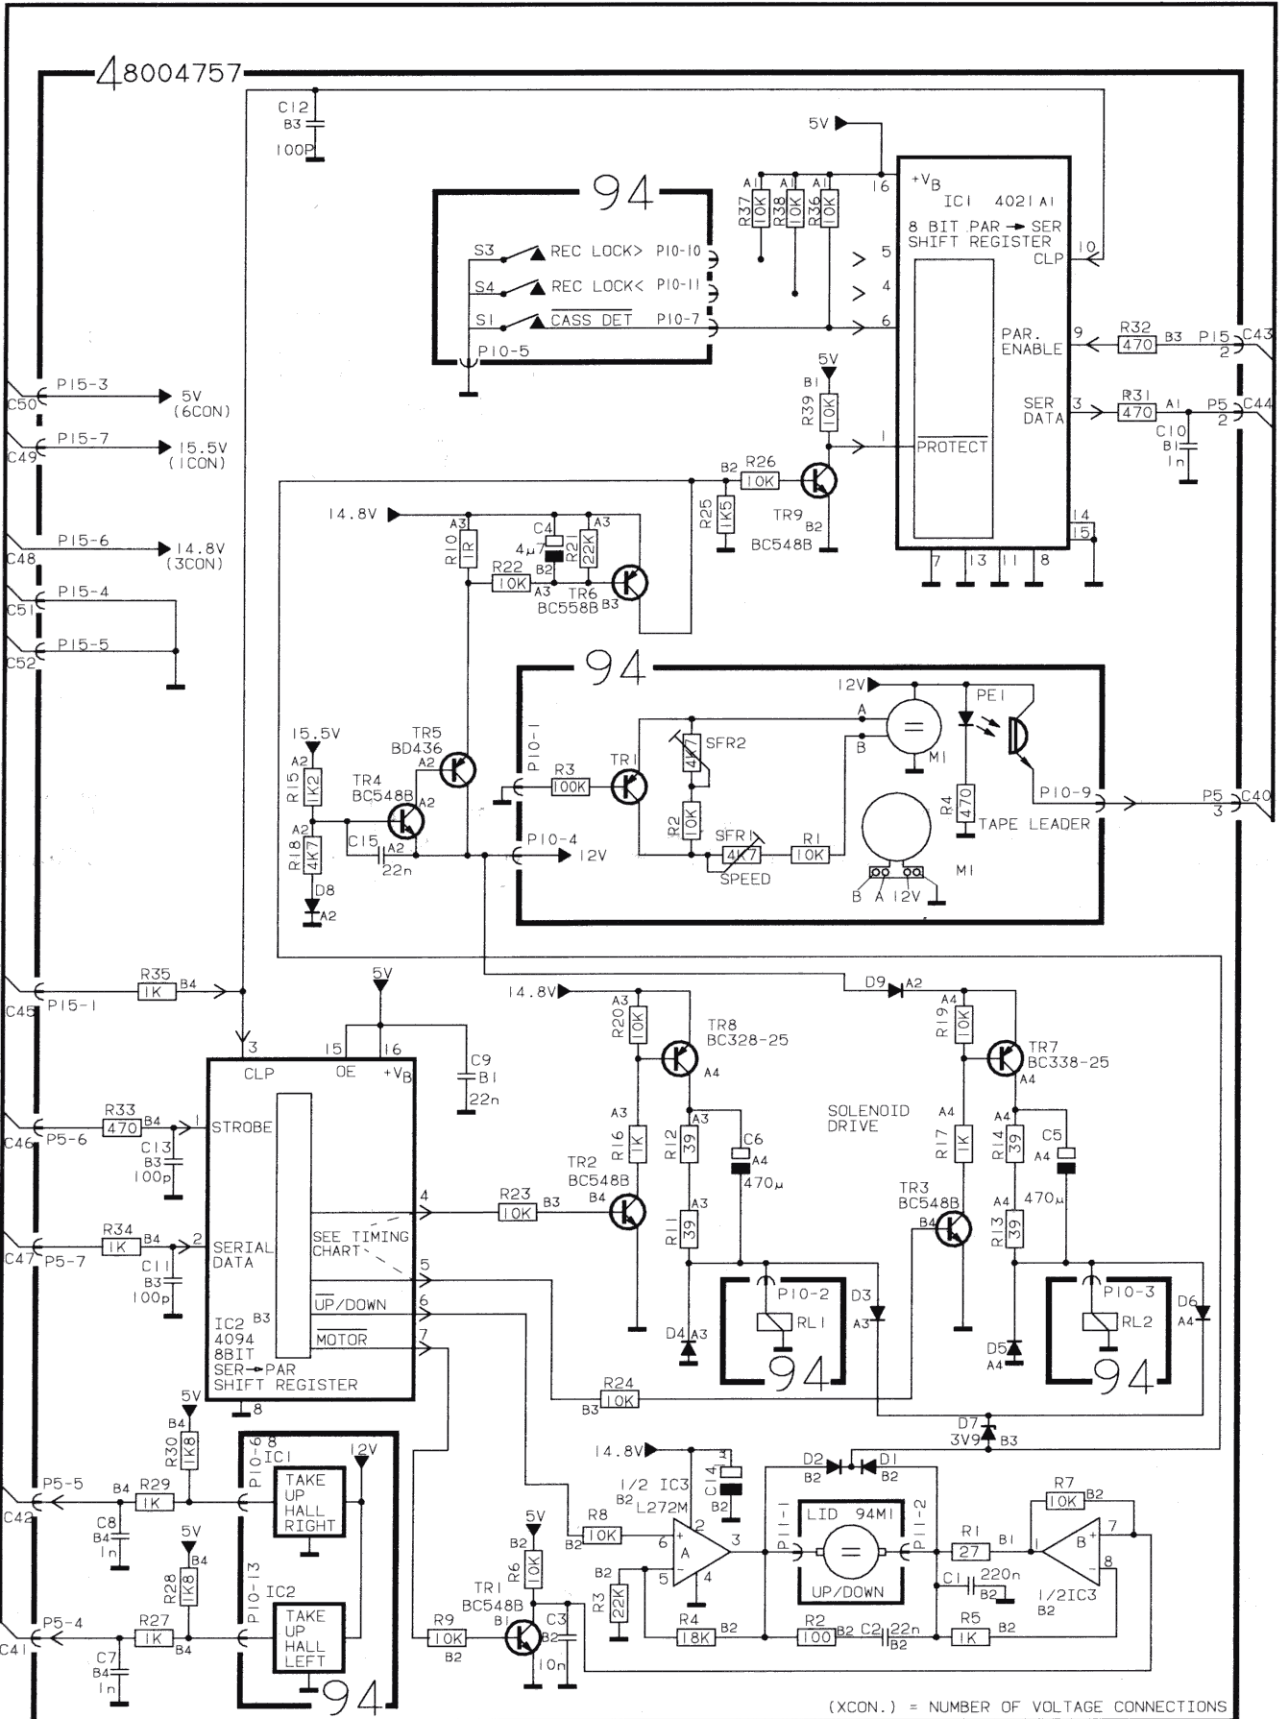 48004757
C12
B3
100P
5V
94
S3 REC LOCK> P10-10
S4 REC LOCK< P10-11
S1 CASS DET P10-7
P10-5
A1 A1 A1
R37 10K
R38 10K
R36 10K
16 +VB
IC1 4021 A1
8 BIT PAR → SER
SHIFT REGISTER
CLP 10
5
4
6
PAR. ENABLE 9
R32 470 B3 P15 2 C43
SER DATA 3
R31 470 A1 P5 2 C44
C10
B1
1n
5V
B1
R39 10K
1 PROTECT
14
15
7 13 11 8
C50 P15-3 5V
(6CON)
C49 P15-7 15.5V
(1CON)
C48 P15-6 14.8V
(3CON)
C51 P15-4
C52 P15-5
B2 R26 10K
R25 1K5
TR9
B2
BC548B
14.8V
A3
R10 1R
C4
4µ7
B2
A3
R21 22K
R22 10K A3
TR6
BC558B B3
94
15.5V
A2
R15 1K2
A2
R18 4K7
D8
A2
TR4
BC548B
A2
C15 A2
22n
TR5
BD436
A2
P10-1
R3 100K
TR1
SFR2
4K7
R2 10K
SFR1
4K7
SPEED
R1 10K
12V
A
B
=
M1
PE1
R4 470
P10-9
TAPE LEADER
P5 3 C40
P10-4 12V
M1
B A 12V
C45 P15-1
R35 1K B4
5V
3 CLP
15 OE
16 +VB
C9
B1
22n
14.8V
A3
R20 10K
TR8
BC328-25
A4
D9 A2
A4
R19 10K
TR7
BC338-25
A4
SOLENOID
DRIVE
C46 P5-6
R33 470 B4 1 STROBE
C13
B3
100p
A3
R16 1K
A3
R12 39
C6
A4
470µ
A4
R17 1K
A4
R14 39
C5
A4
470µ
TR2
BC548B
B4
TR3
BC548B
B4
4
R23 10K B3
A3
R11 39
A4
R13 39
C47 P5-7
R34 1K B4 2 SERIAL
DATA
C11
B3
100p
SEE TIMING
CHART
5
UP/DOWN 6
MOTOR 7
IC2 B3
4094
8BIT
SER→PAR
SHIFT REGISTER
8
P10-2
RL1
94
D4 A3
D3
A3
P10-3
RL2
94
D5
A4
D6
A4
R24 10K
B3
D7
3V9 B3
5V
B4
R30 1K8
P10-6
8
IC1
12V
TAKE
UP
HALL
RIGHT
C42 P5-5
B4 R29 1K
C8
B4
1n
5V
B4
R28 1K8
P10-13
IC2
TAKE
UP
HALL
LEFT
94
C41 P5-4
R27 1K B4
C7
B4
1n
14.8V
C14
B2
1/2 IC3
B2
L272M
D2
B2
D1
B2
R8 10K
B2
6 +
A
5 -
2
3
4
P11-1
LID 94M1
=
UP/DOWN
P11-2
R1 27
B1
1
R7 10K B2
B
+ 7
- 8
C1 220n
B2
1/2IC3
B2
5V
B2
R6 10K
TR1
BC548B
B1
R9 10K
B2
C3
B2
10n
B2
R3 22K
R4 18K B2
R2 100 B2
C2 22n
B2
R5 1K B2
(XCON.) = NUMBER OF VOLTAGE CONNECTIONS